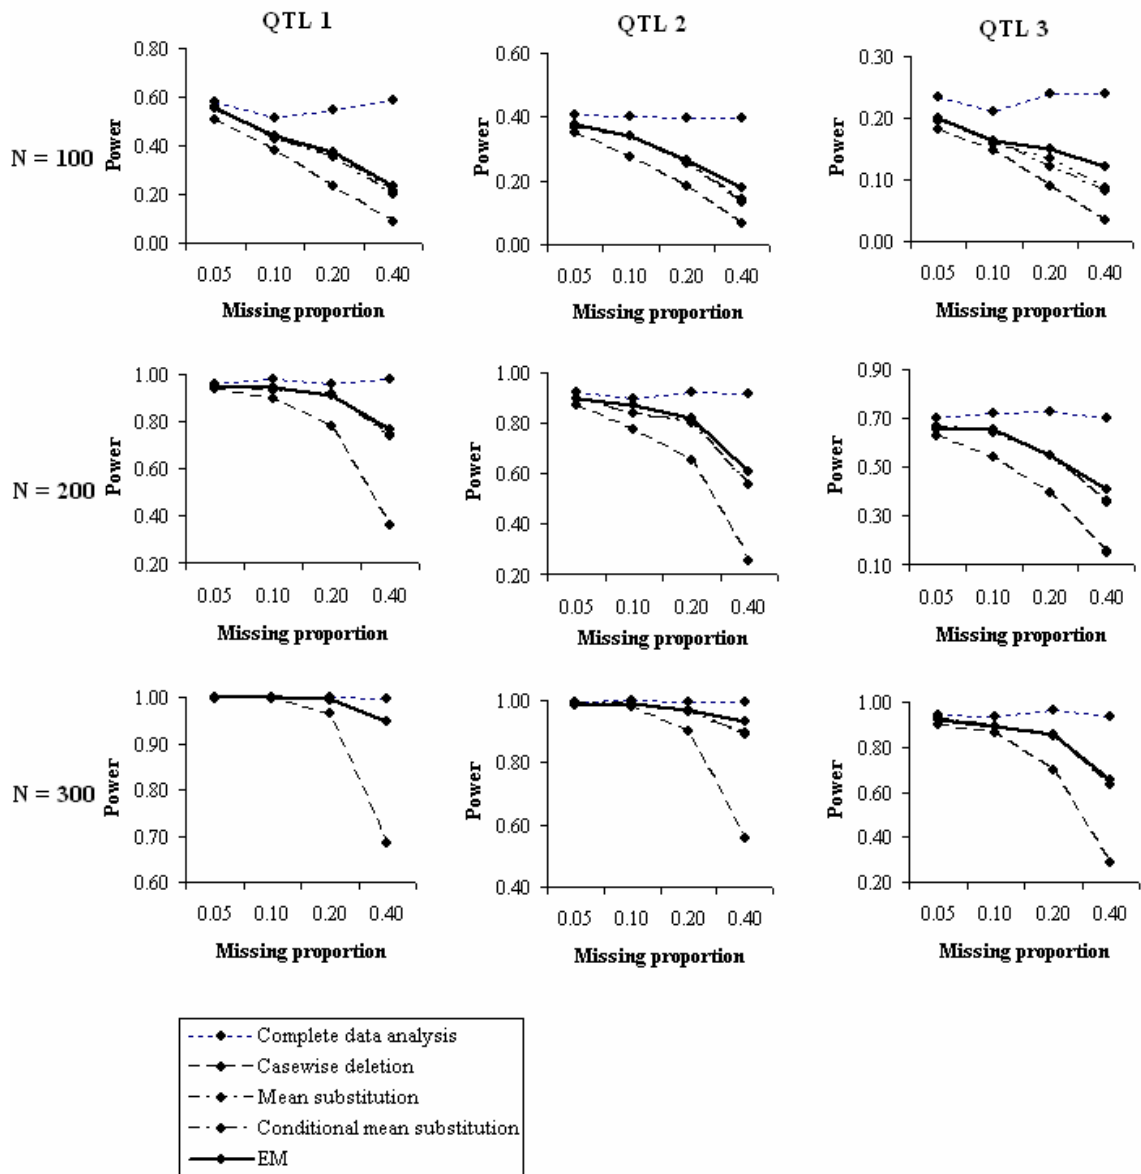 QTL 1
QTL 2
QTL 3
N = 100
Power
0.80
0.60
0.40
0.20
0.00
0.05 0.10 0.20 0.40
Missing proportion
Power
0.60
0.40
0.20
0.00
0.05 0.10 0.20 0.40
Missing proportion
Power
0.30
0.20
0.10
0.00
0.05 0.10 0.20 0.40
Missing proportion
N = 200
Power
1.00
0.80
0.60
0.40
0.20
0.05 0.10 0.20 0.40
Missing proportion
Power
1.00
0.80
0.60
0.40
0.20
0.05 0.10 0.20 0.40
Missing proportion
Power
0.90
0.70
0.50
0.30
0.10
0.05 0.10 0.20 0.40
Missing proportion
N = 300
Power
1.00
0.90
0.80
0.70
0.60
0.05 0.10 0.20 0.40
Missing proportion
Power
1.00
0.80
0.60
0.40
0.05 0.10 0.20 0.40
Missing proportion
Power
1.00
0.80
0.60
0.40
0.20
0.05 0.10 0.20 0.40
Missing proportion
Complete data analysis
Casewise deletion
Mean substitution
Conditional mean substitution
EM